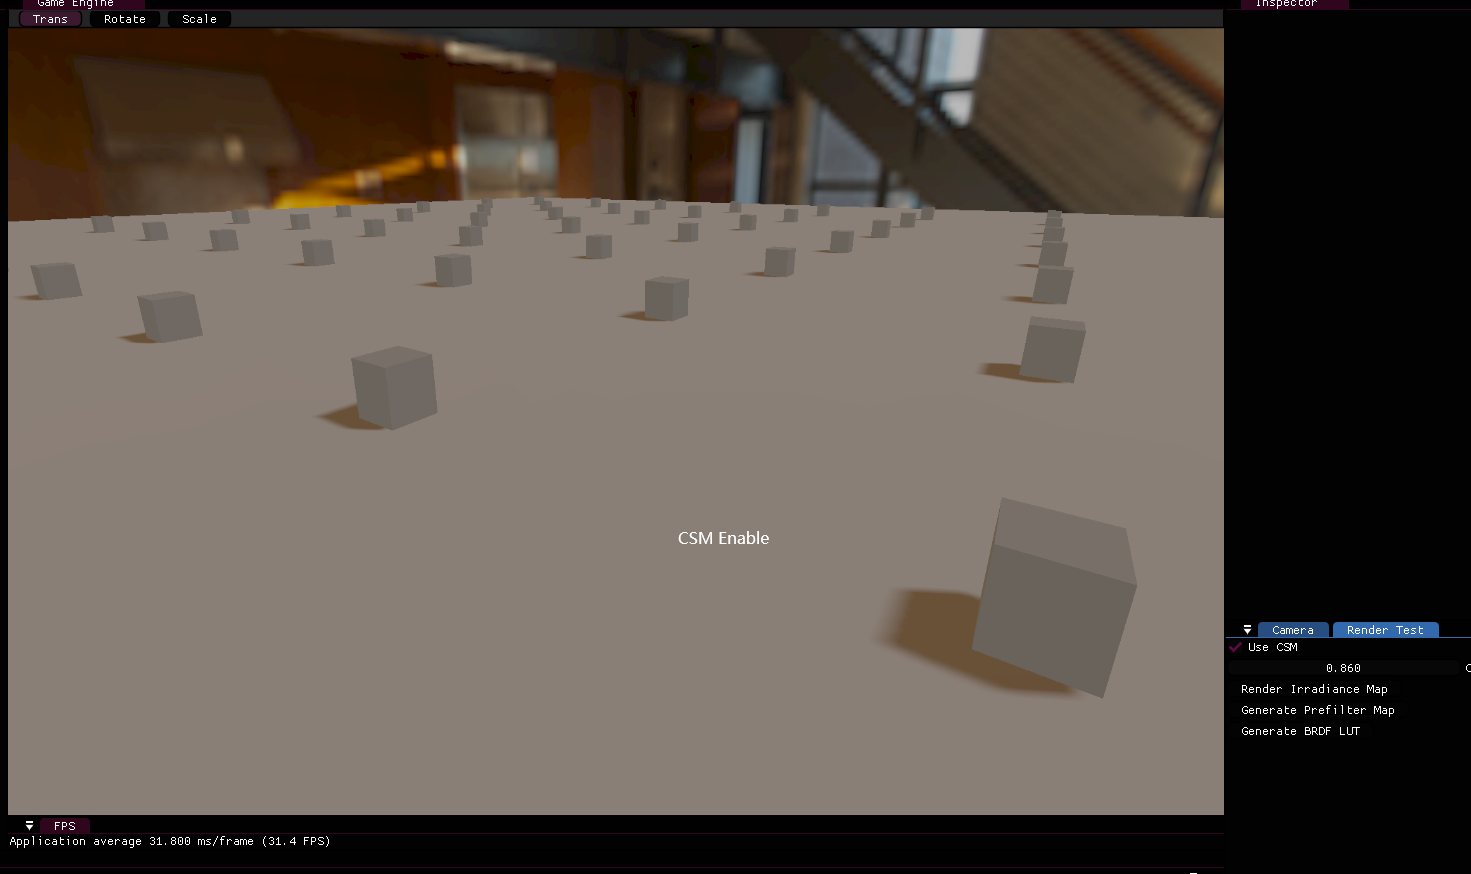 Game Engine
Inspector
Trans Rotate Scale
CSM Enable
Camera Render Test
Use CSM
0.860
Render Irradiance Map
Generate Prefilter Map
Generate BRDF LUT
FPS
Application average 31.800 ms/frame (31.4 FPS)